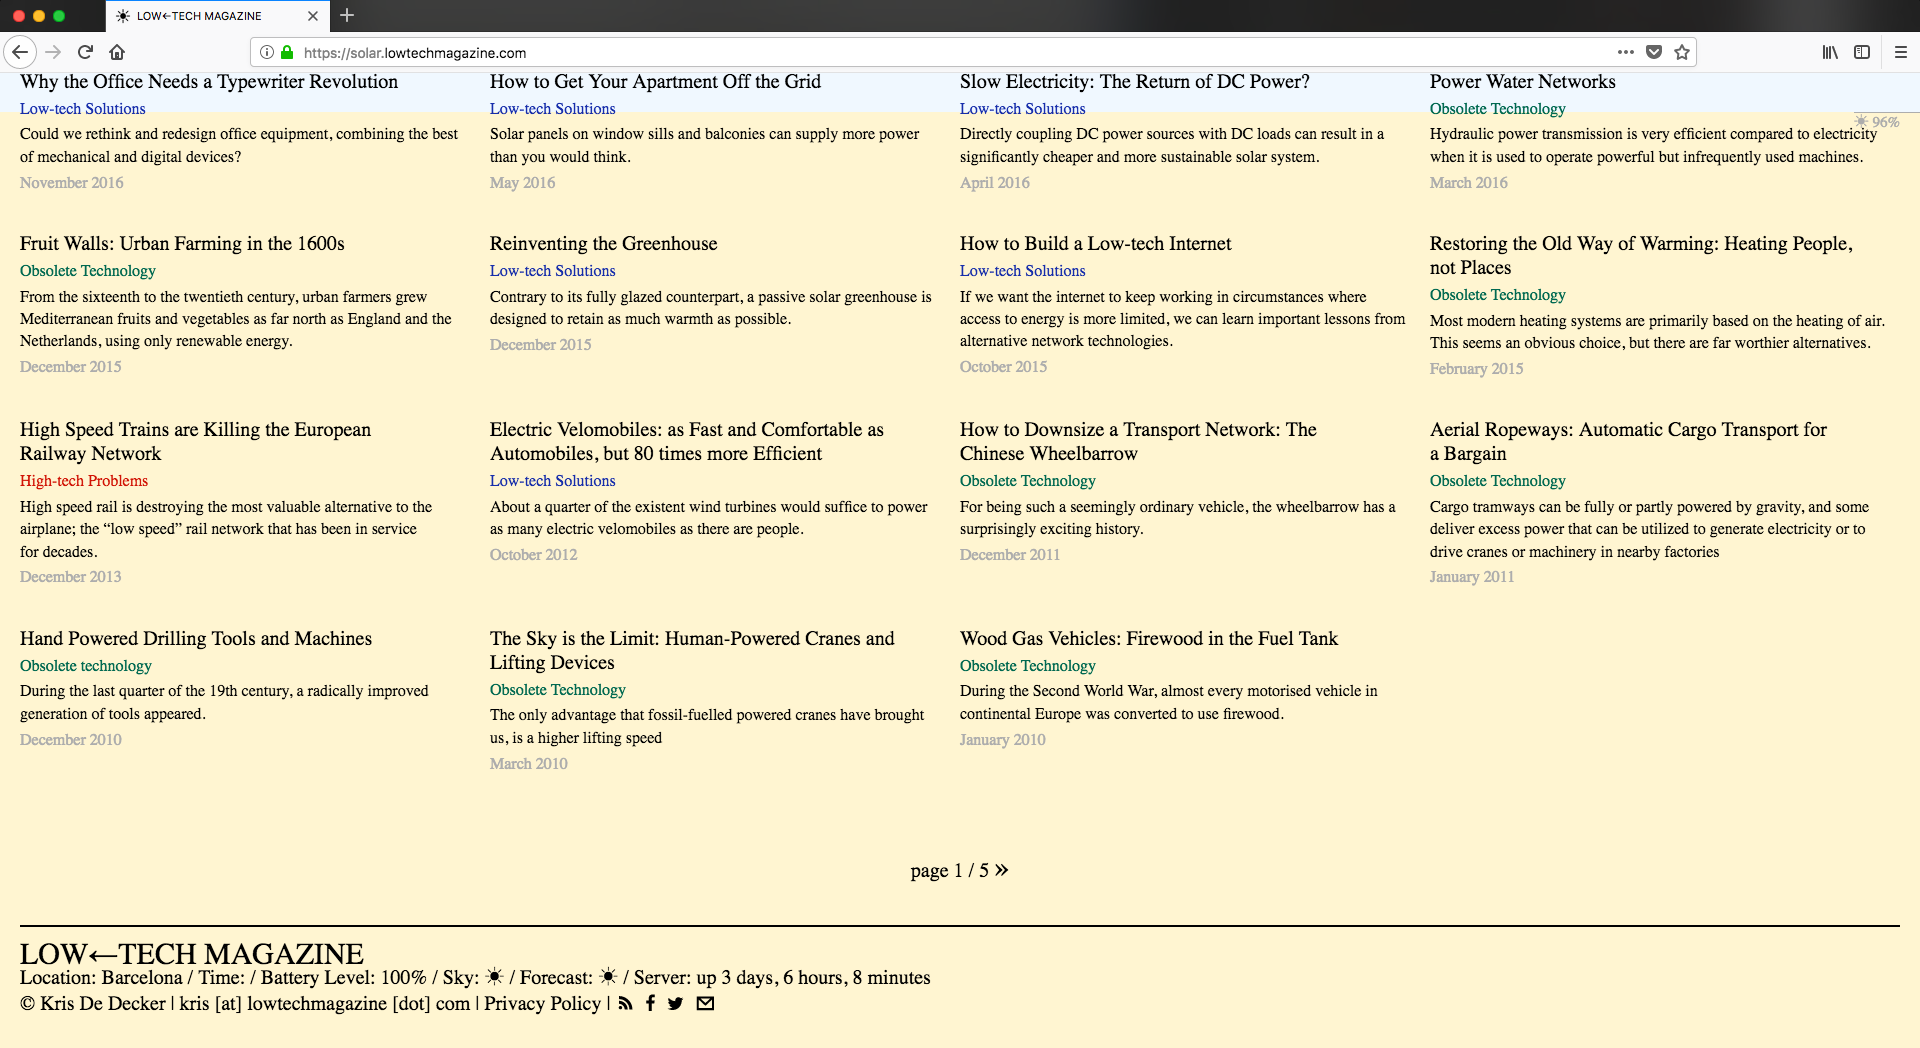 LOW←TECH MAGAZINE
https://solar.lowtechmagazine.com
Why the Office Needs a Typewriter Revolution
Low-tech Solutions
Could we rethink and redesign office equipment, combining the best
of mechanical and digital devices?
November 2016
How to Get Your Apartment Off the Grid
Low-tech Solutions
Solar panels on window sills and balconies can supply more power
than you would think.
May 2016
Slow Electricity: The Return of DC Power?
Low-tech Solutions
Directly coupling DC power sources with DC loads can result in a
significantly cheaper and more sustainable solar system.
April 2016
Power Water Networks
Obsolete Technology
96%
Hydraulic power transmission is very efficient compared to electricity
when it is used to operate powerful but infrequently used machines.
March 2016
Fruit Walls: Urban Farming in the 1600s
Obsolete Technology
From the sixteenth to the twentieth century, urban farmers grew
Mediterranean fruits and vegetables as far north as England and the
Netherlands, using only renewable energy.
December 2015
Reinventing the Greenhouse
Low-tech Solutions
Contrary to its fully glazed counterpart, a passive solar greenhouse is
designed to retain as much warmth as possible.
December 2015
How to Build a Low-tech Internet
Low-tech Solutions
If we want the internet to keep working in circumstances where
access to energy is more limited, we can learn important lessons from
alternative network technologies.
October 2015
Restoring the Old Way of Warming: Heating People,
not Places
Obsolete Technology
Most modern heating systems are primarily based on the heating of air.
This seems an obvious choice, but there are far worthier alternatives.
February 2015
High Speed Trains are Killing the European
Railway Network
High-tech Problems
High speed rail is destroying the most valuable alternative to the
airplane; the “low speed” rail network that has been in service
for decades.
December 2013
Electric Velomobiles: as Fast and Comfortable as
Automobiles, but 80 times more Efficient
Low-tech Solutions
About a quarter of the existent wind turbines would suffice to power
as many electric velomobiles as there are people.
October 2012
How to Downsize a Transport Network: The
Chinese Wheelbarrow
Obsolete Technology
For being such a seemingly ordinary vehicle, the wheelbarrow has a
surprisingly exciting history.
December 2011
Aerial Ropeways: Automatic Cargo Transport for
a Bargain
Obsolete Technology
Cargo tramways can be fully or partly powered by gravity, and some
deliver excess power that can be utilized to generate electricity or to
drive cranes or machinery in nearby factories
January 2011
Hand Powered Drilling Tools and Machines
Obsolete technology
During the last quarter of the 19th century, a radically improved
generation of tools appeared.
December 2010
The Sky is the Limit: Human-Powered Cranes and
Lifting Devices
Obsolete Technology
The only advantage that fossil-fuelled powered cranes have brought
us, is a higher lifting speed
March 2010
Wood Gas Vehicles: Firewood in the Fuel Tank
Obsolete Technology
During the Second World War, almost every motorised vehicle in
continental Europe was converted to use firewood.
January 2010
page 1 / 5 »
LOW←TECH MAGAZINE
Location: Barcelona / Time: / Battery Level: 100% / Sky: ☀ / Forecast: ☀ / Server: up 3 days, 6 hours, 8 minutes
© Kris De Decker | kris [at] lowtechmagazine [dot] com | Privacy Policy |